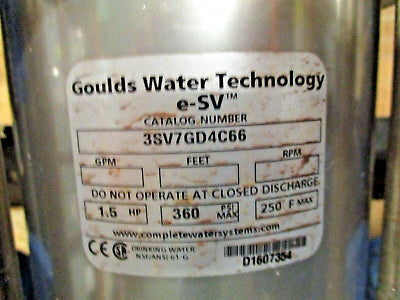 Goulds Water Technology
e-SV™
CATALOG NUMBER
3SV7GD4C66
GPM FEET RPM
DO NOT OPERATE AT CLOSED DISCHARGE
1.5 HP 360 PSI MAX 250° F MAX
www.completewatersystems.com
CE DRINKING WATER
NSF/ANSI 61-G
D1607354